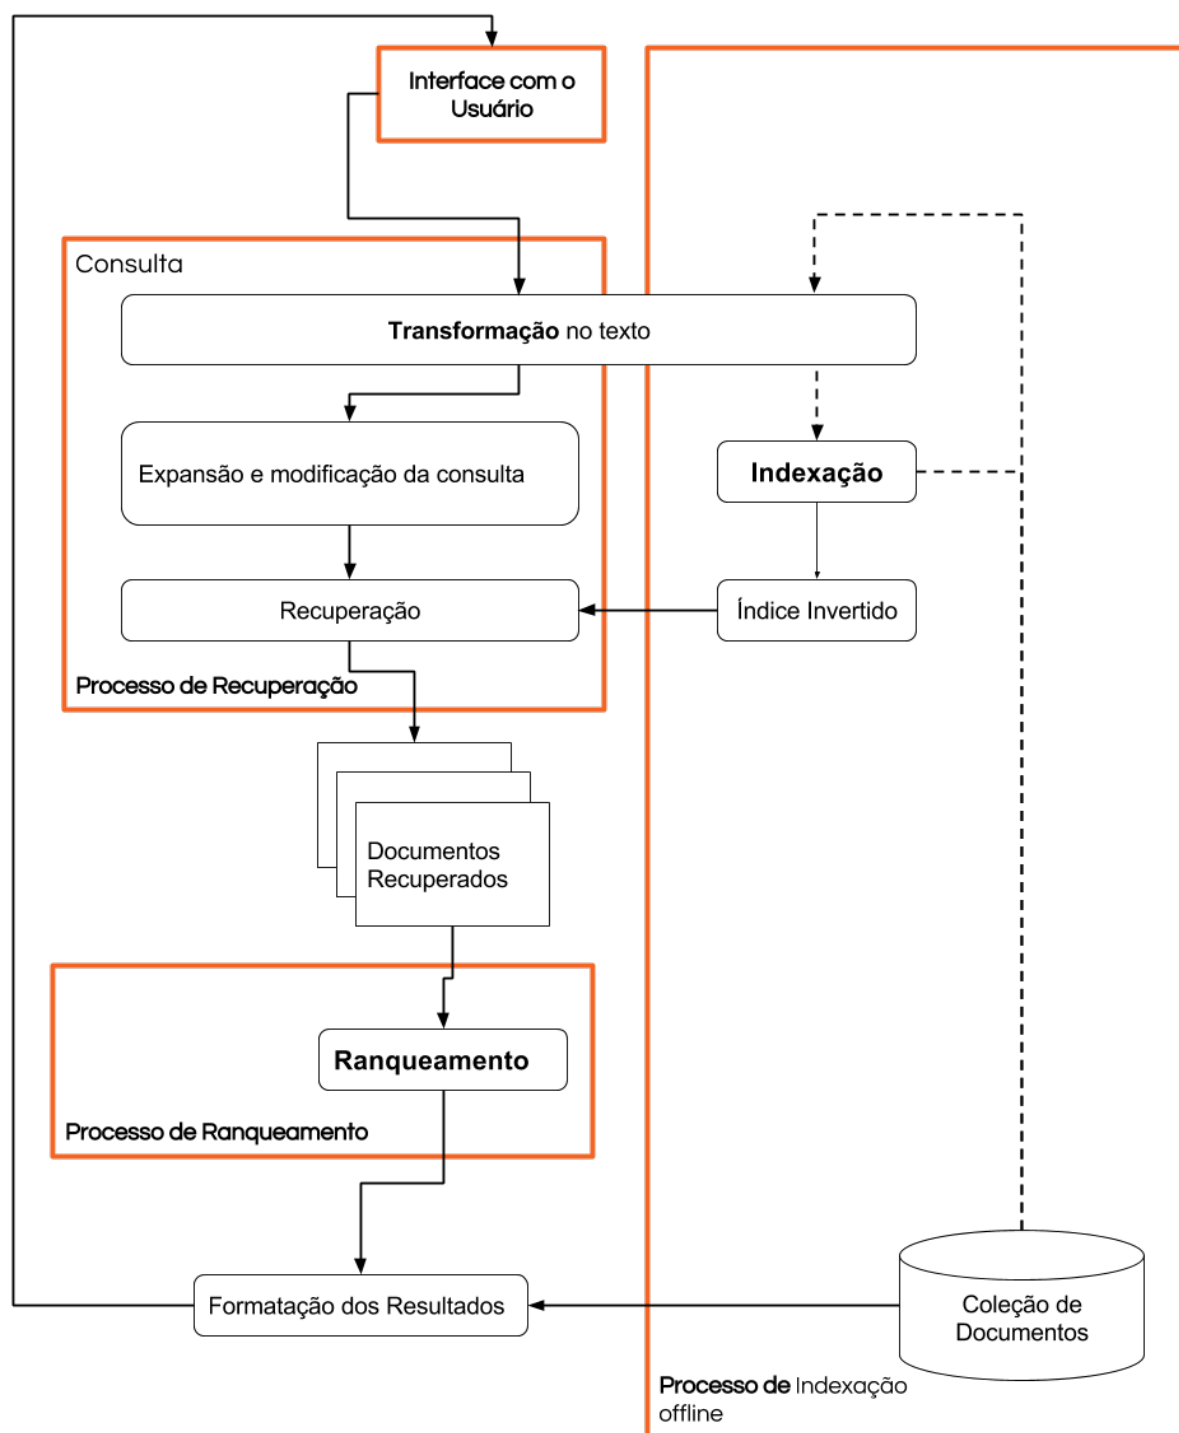 Interface com o
Usuário
Consulta
Transformação no texto
Expansão e modificação da consulta
Indexação
Recuperação
Índice Invertido
Processo de Recuperação
Documentos
Recuperados
Ranqueamento
Processo de Ranqueamento
Formatação dos Resultados
Coleção de
Documentos
Processo de Indexação
offline